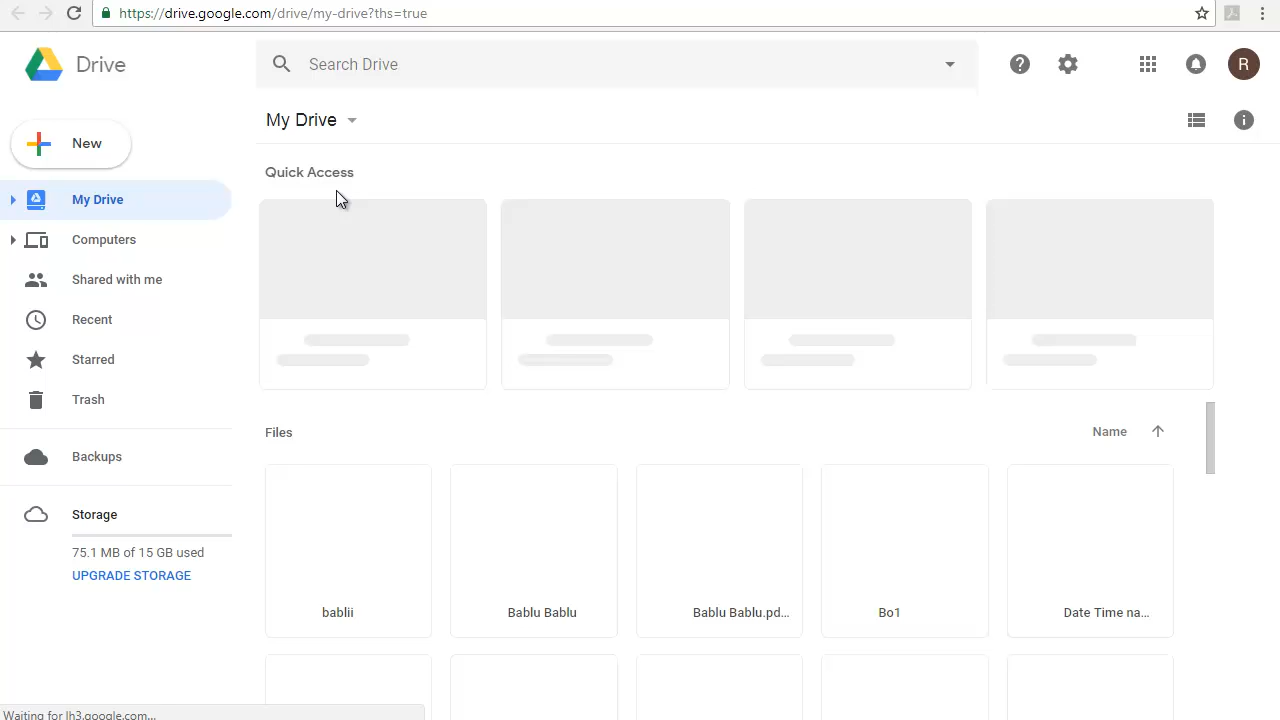 https://drive.google.com/drive/my-drive?ths=true
Drive
Search Drive
R
My Drive
New
Quick Access
My Drive
Computers
Shared with me
Recent
Starred
Trash
Files
Name
Backups
Storage
75.1 MB of 15 GB used
UPGRADE STORAGE
bablii
Bablu Bablu
Bablu Bablu.pd...
Bo1
Date Time na...
Waiting for lh3.google.com...